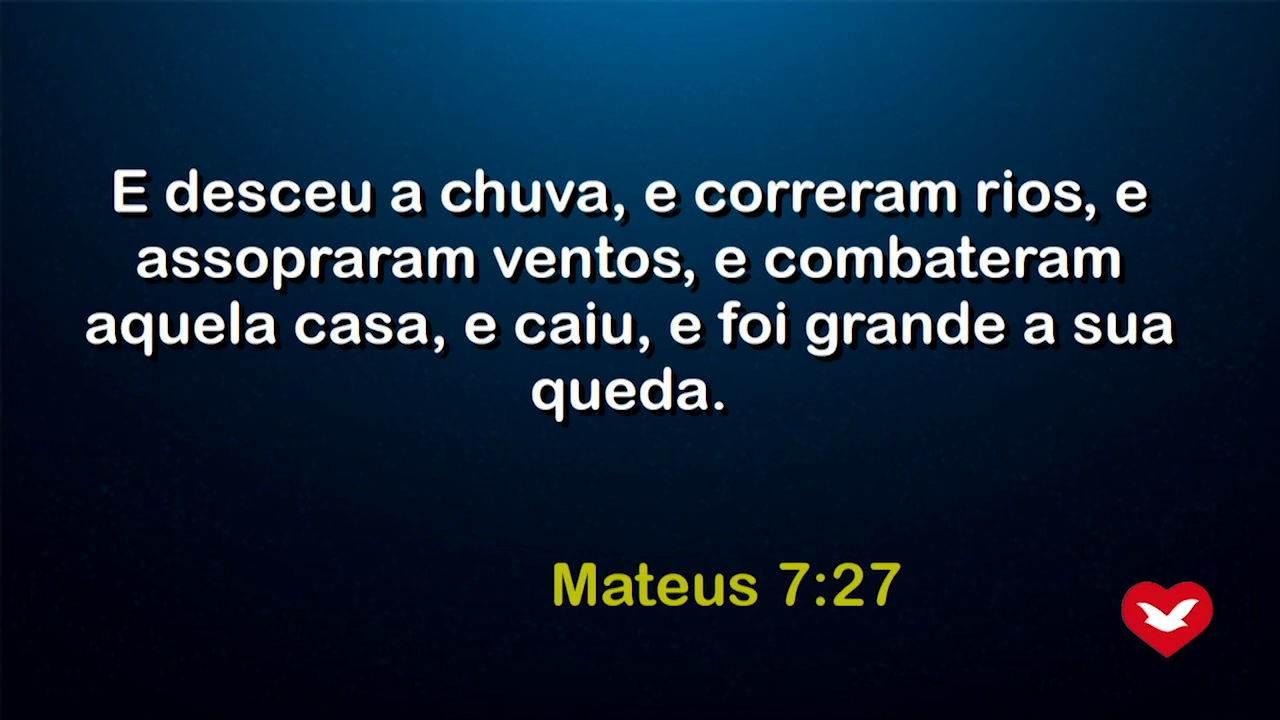 E desceu a chuva, e correram rios, e
assopraram ventos, e combateram
aquela casa, e caiu, e foi grande a sua
queda.
Mateus 7:27